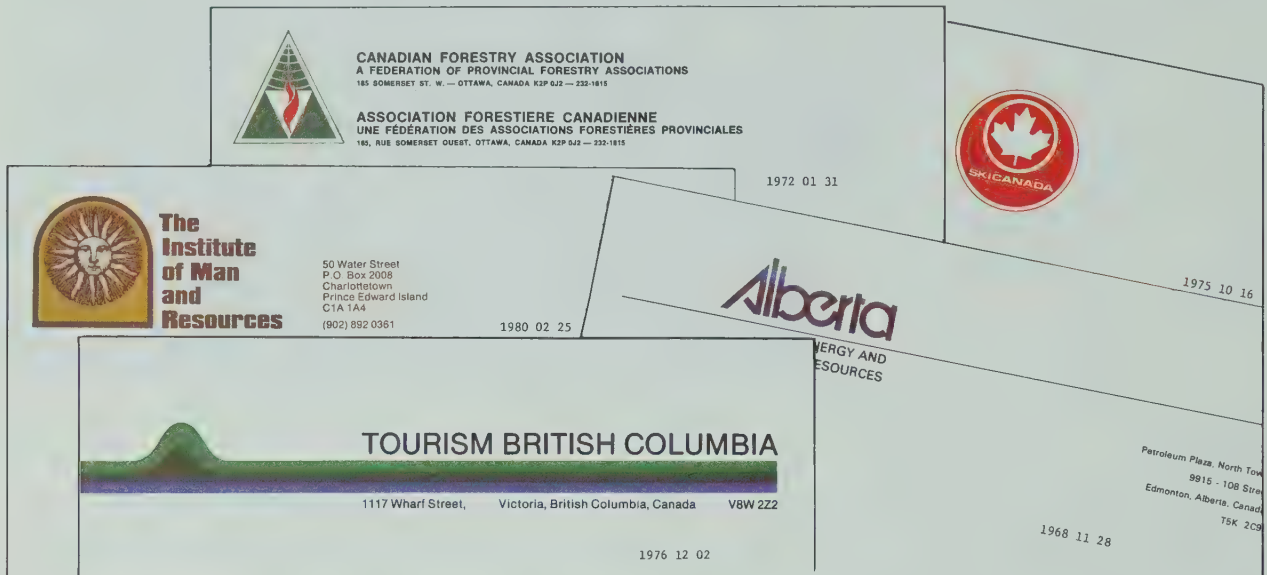 CANADIAN FORESTRY ASSOCIATION
A FEDERATION OF PROVINCIAL FORESTRY ASSOCIATIONS
185 SOMERSET ST. W. — OTTAWA, CANADA K2P 0J2 — 232-1815
ASSOCIATION FORESTIERE CANADIENNE
UNE FÉDÉRATION DES ASSOCIATIONS FORESTIÈRES PROVINCIALES
185, RUE SOMERSET OUEST, OTTAWA, CANADA K2P 0J2 — 232-1815
1972 01 31
SKI CANADA
1975 10 16
The
Institute
of Man
and
Resources
50 Water Street
P.O. Box 2008
Charlottetown
Prince Edward Island
C1A 1A4
(902) 892 0361
1980 02 25
Alberta
NERGY AND
ESOURCES
Petroleum Plaza, North Tow
9915 - 108 Stre
Edmonton, Alberta, Canad
T5K 2C9
1968 11 28
TOURISM BRITISH COLUMBIA
1117 Wharf Street, Victoria, British Columbia, Canada V8W 2Z2
1976 12 02